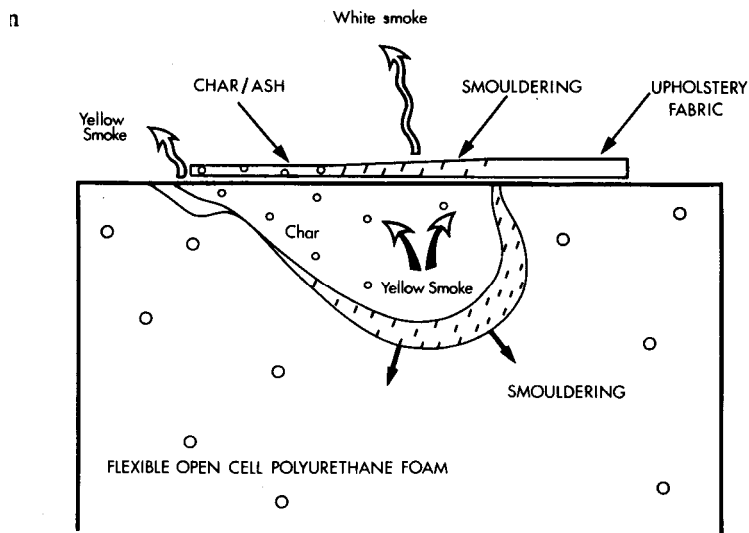 n
White smoke
CHAR/ASH
SMOULDERING
UPHOLSTERY
FABRIC
Yellow
Smoke
Char
Yellow Smoke
SMOULDERING
FLEXIBLE OPEN CELL POLYURETHANE FOAM